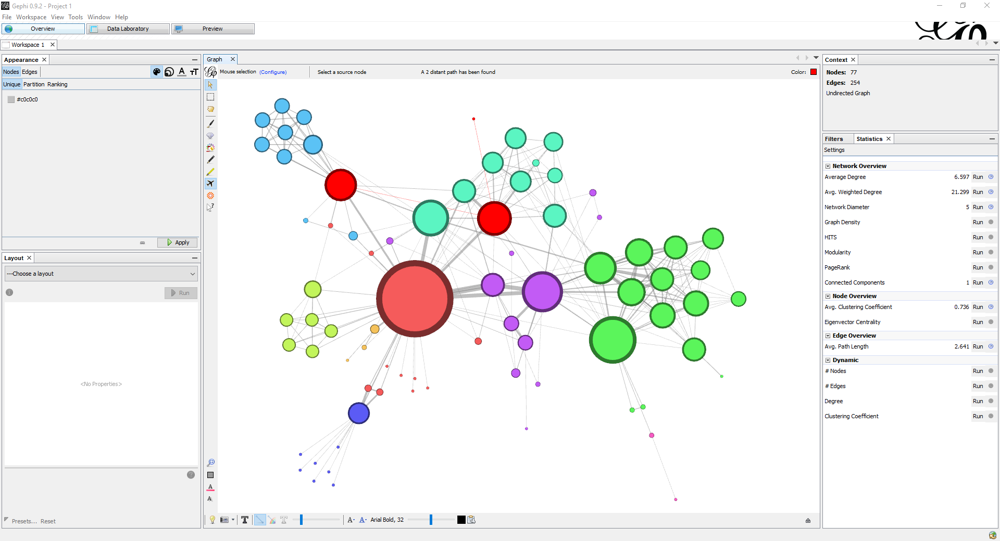 Gephi 0.9.2 - Project 1
File Workspace View Tools Window Help
Overview Data Laboratory Preview
Workspace 1
Appearance
Nodes Edges
Unique Partition Ranking
#c0c0c0
Apply
Layout
---Choose a layout
Run
<No Properties>
Presets... Reset
Graph
Mouse selection (Configure) Select a source node A 2 distant path has been found Color:
Arial Bold, 32
Context
Nodes: 77
Edges: 254
Undirected Graph
Filters Statistics
Settings
Network Overview
Average Degree 6.597 Run
Avg. Weighted Degree 21.299 Run
Network Diameter 5 Run
Graph Density Run
HITS Run
Modularity Run
PageRank Run
Connected Components 1 Run
Node Overview
Avg. Clustering Coefficient 0.736 Run
Eigenvector Centrality Run
Edge Overview
Avg. Path Length 2.641 Run
Dynamic
# Nodes Run
# Edges Run
Degree Run
Clustering Coefficient Run